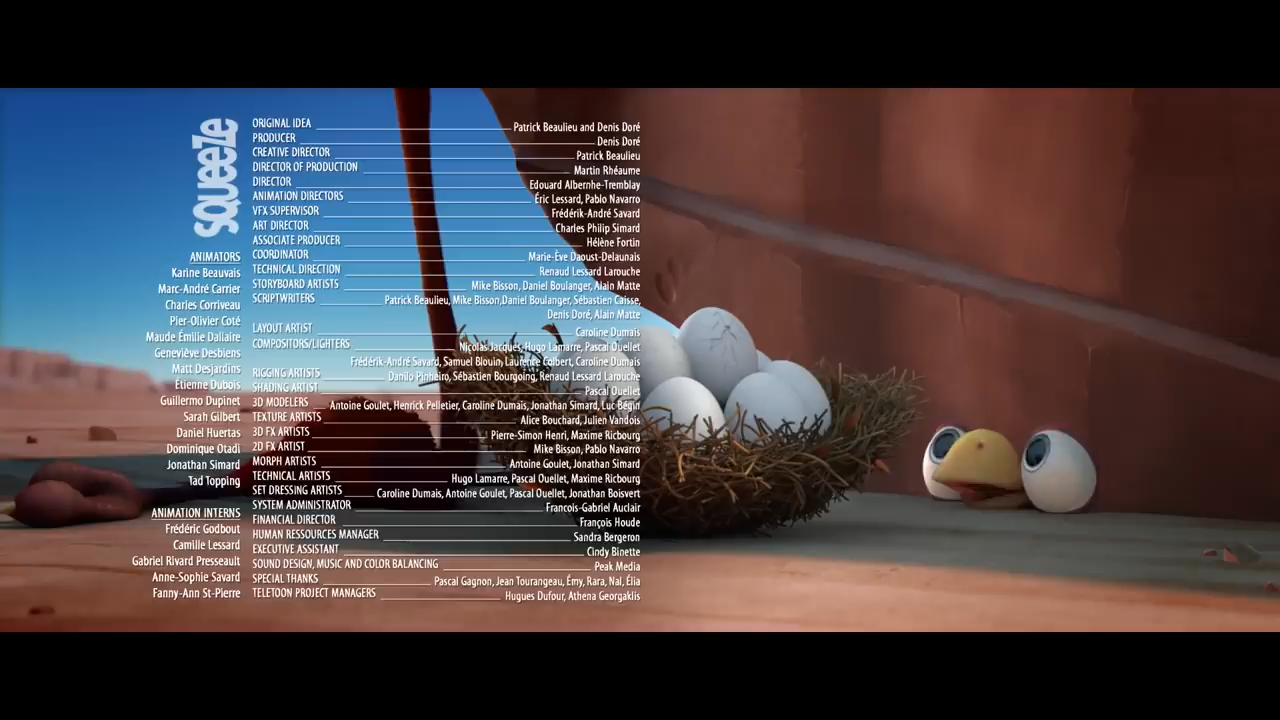 squeeze
ANIMATORS
Karine Beauvais
Marc-André Carrier
Charles Corriveau
Pier-Olivier Coté
Maude Émilie Dallaire
Geneviève Desbiens
Matt Desjardins
Étienne Dubois
Guillermo Dupinet
Sarah Gilbert
Daniel Huertas
Dominique Otadi
Jonathan Simard
Tad Topping
ANIMATION INTERNS
Frédéric Godbout
Camille Lessard
Gabriel Rivard Presseault
Anne-Sophie Savard
Fanny-Ann St-Pierre
ORIGINAL IDEA Patrick Beaulieu and Denis Doré
PRODUCER Denis Doré
CREATIVE DIRECTOR Patrick Beaulieu
DIRECTOR OF PRODUCTION Martin Rhéaume
DIRECTOR Edouard Albernhe-Tremblay
ANIMATION DIRECTORS Éric Lessard, Pablo Navarro
VFX SUPERVISOR Frédérik-André Savard
ART DIRECTOR Charles Philip Simard
ASSOCIATE PRODUCER Hélène Fortin
COORDINATOR Marie-Ève Daoust-Delaunais
TECHNICAL DIRECTION Renaud Lessard Larouche
STORYBOARD ARTISTS Mike Bisson, Daniel Boulanger, Alain Matte
SCRIPTWRITERS Patrick Beaulieu, Mike Bisson,Daniel Boulanger, Sébastien Caisse,
Denis Doré, Alain Matte
LAYOUT ARTIST Caroline Dumais
COMPOSITORS/LIGHTERS Nicolas Jacques, Hugo Lamarre, Pascal Ouellet
Frédérik-André Savard, Samuel Blouin, Laurence Colbert, Caroline Dumais
RIGGING ARTISTS Danilo Pinheiro, Sébastien Bourgoing, Renaud Lessard Larouche
SHADING ARTIST Pascal Ouellet
3D MODELERS Antoine Goulet, Henrick Pelletier, Caroline Dumais, Jonathan Simard, Luc Bégin
TEXTURE ARTISTS Alice Bouchard, Julien Vandois
3D FX ARTISTS Pierre-Simon Henri, Maxime Ricbourg
2D FX ARTIST Mike Bisson, Pablo Navarro
MORPH ARTISTS Antoine Goulet, Jonathan Simard
TECHNICAL ARTISTS Hugo Lamarre, Pascal Ouellet, Maxime Ricbourg
SET DRESSING ARTISTS Caroline Dumais, Antoine Goulet, Pascal Ouellet, Jonathan Boisvert
SYSTEM ADMINISTRATOR Francois-Gabriel Auclair
FINANCIAL DIRECTOR François Houde
HUMAN RESSOURCES MANAGER Sandra Bergeron
EXECUTIVE ASSISTANT Cindy Binette
SOUND DESIGN, MUSIC AND COLOR BALANCING Peak Media
SPECIAL THANKS Pascal Gagnon, Jean Tourangeau, Émy, Rara, Nal, Élia
TELETOON PROJECT MANAGERS Hugues Dufour, Athena Georgaklis